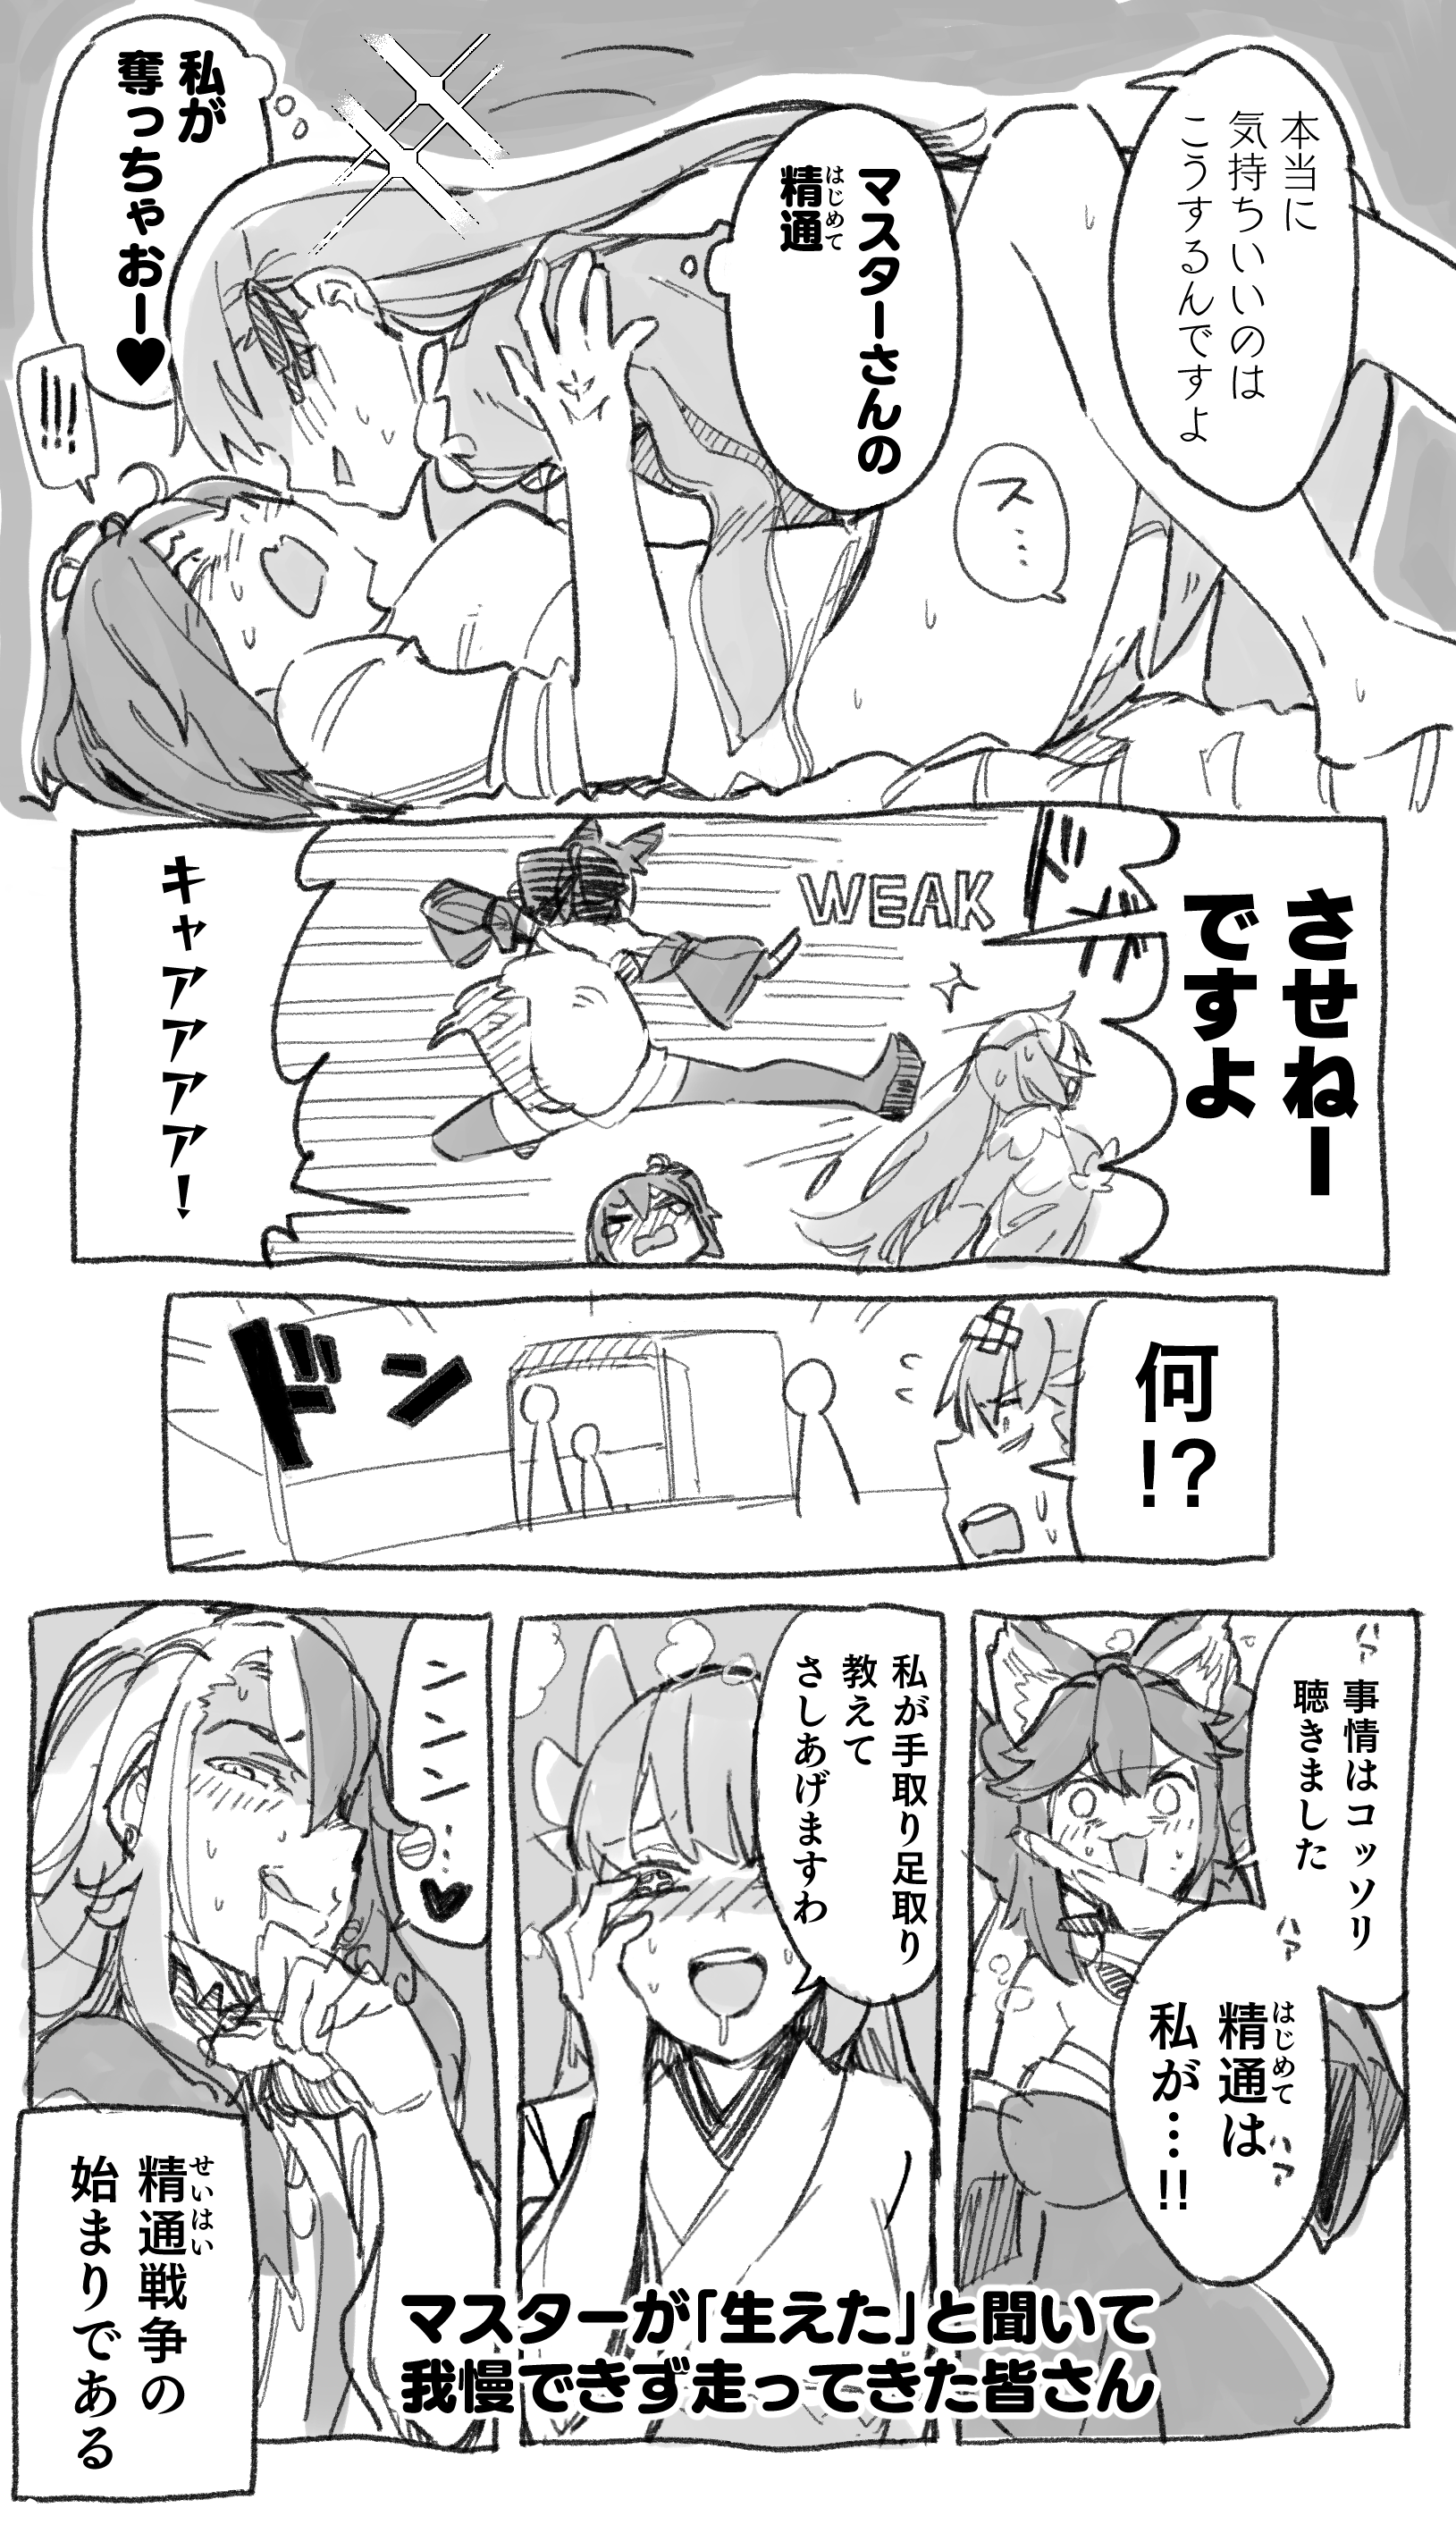 本当に
気持ちいいのは
こうするんですよ
マスターさんの
精通
はじめて
私が
奪っちゃおー♥
!!!!
ス…
させねー
ですよ
ドドド
WEAK
キャアアアア!
何
!?
ドン
ハァ
事情はコッソリ
聴きました
ハァ
精通は
はじめて
私が…!!
ハァ
私が手取り足取り
教えて
さしあげますわ
シシシ…♥
マスターが「生えた」と聞いて
我慢できず走ってきた皆さん
精通戦争の
せいはい
始まりである